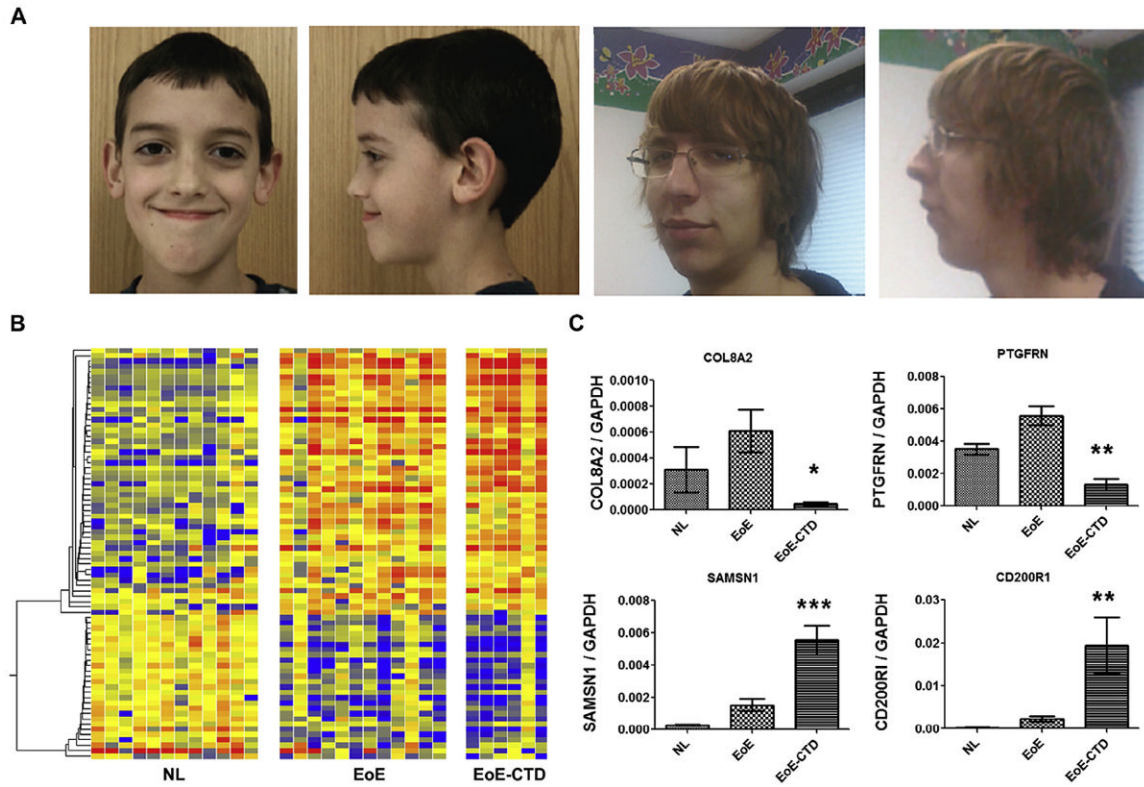 A
B
NL
EoE
EoE-CTD
C
COL8A2
COL8A2 / GAPDH
0.0010
0.0008
0.0006
0.0004
0.0002
0.0000
*
NL
EoE
EoE-CTD
PTGFRN
PTGFRN / GAPDH
0.008
0.006
0.004
0.002
0.000
**
NL
EoE
EoE-CTD
SAMSN1
SAMSN1 / GAPDH
0.008
0.006
0.004
0.002
0.000
***
NL
EoE
EoE-CTD
CD200R1
CD200RI / GAPDH
0.03
0.02
0.01
0.00
**
NL
EoE
EoE-CTD